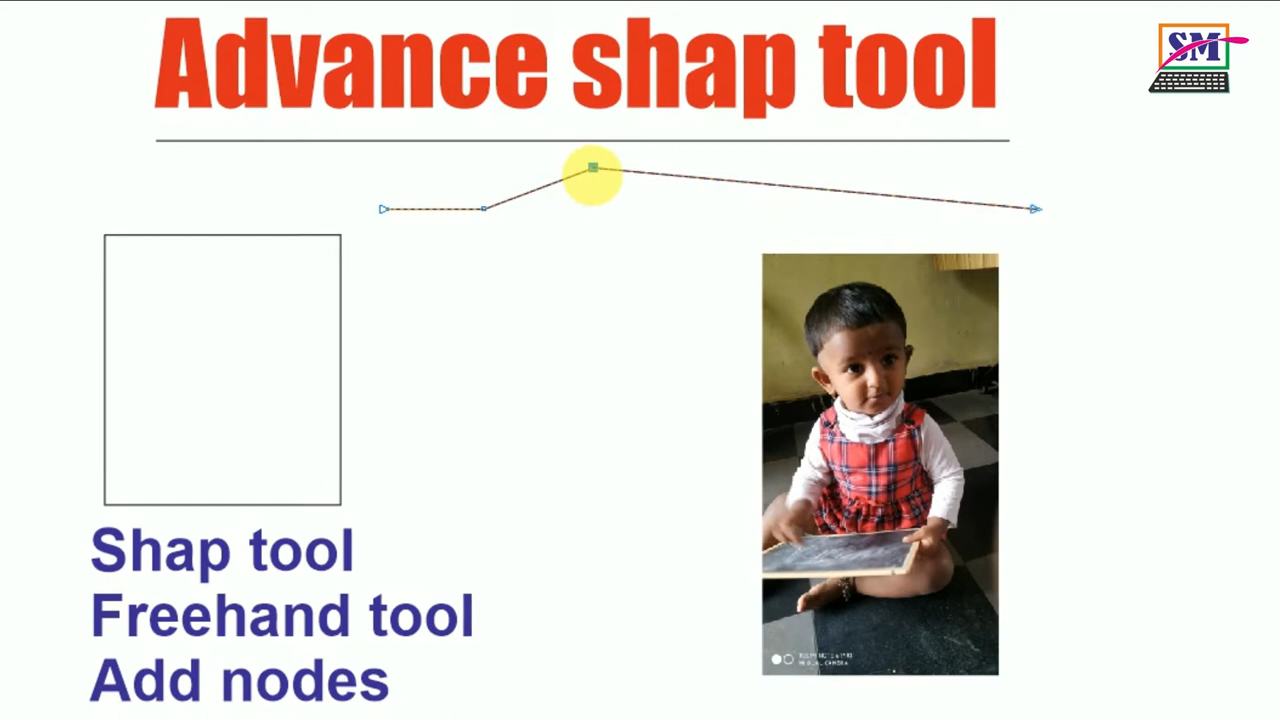 Advance shap tool
SM
Shap tool
Freehand tool
Add nodes